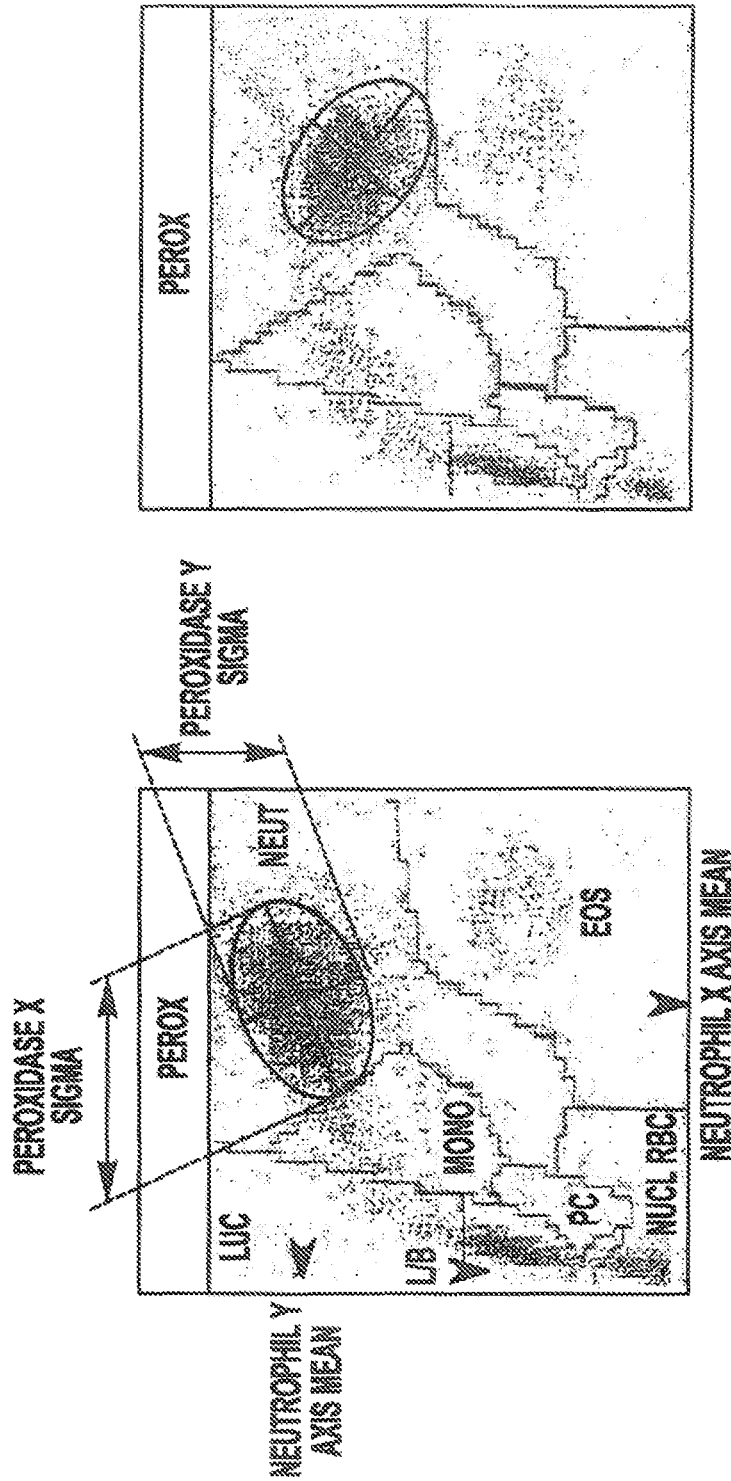 PEROXIDASE X
SIGMA
PEROX
PEROXIDASE Y
SIGMA
NEUT
LUC
NEUTROPHIL Y
AXIS MEAN
L/B
MONO
EOS
PC
NUCL RBC
NEUTROPHIL X AXIS MEAN
PEROX